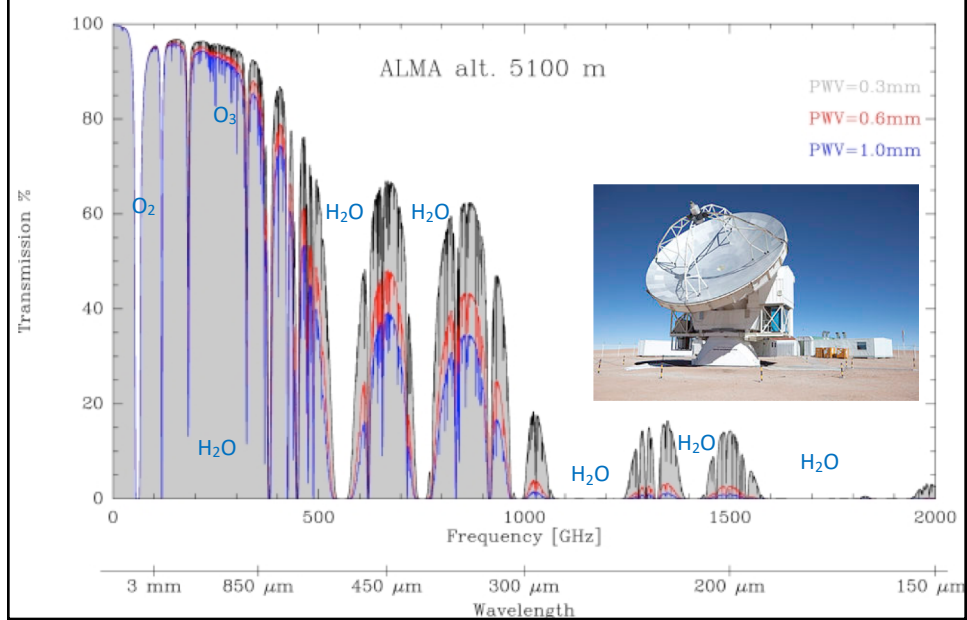 ALMA alt. 5100 m
PWV=0.3mm
PWV=0.6mm
PWV=1.0mm
Transmission %
100
80
60
40
20
0
O₃
O₂
H₂O
H₂O
H₂O
H₂O
H₂O
H₂O
0 500 1000 1500 2000
Frequency [GHz]
3 mm 850 μm 450 μm 300 μm 200 μm 150 μm
Wavelength